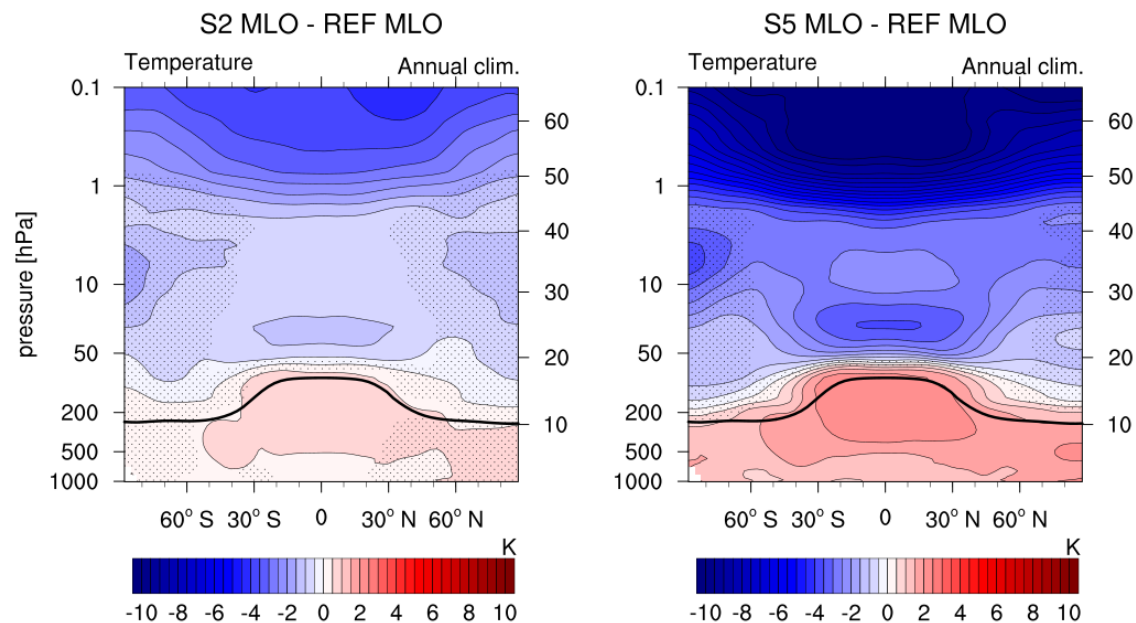 S2 MLO - REF MLO
Temperature Annual clim.
pressure [hPa]
0.1
1
10
50
200
500
1000
60
50
40
30
20
10
60° S 30° S 0 30° N 60° N
K
-10 -8 -6 -4 -2 0 2 4 6 8 10
S5 MLO - REF MLO
Temperature Annual clim.
0.1
1
10
50
200
500
1000
60
50
40
30
20
10
60° S 30° S 0 30° N 60° N
K
-10 -8 -6 -4 -2 0 2 4 6 8 10